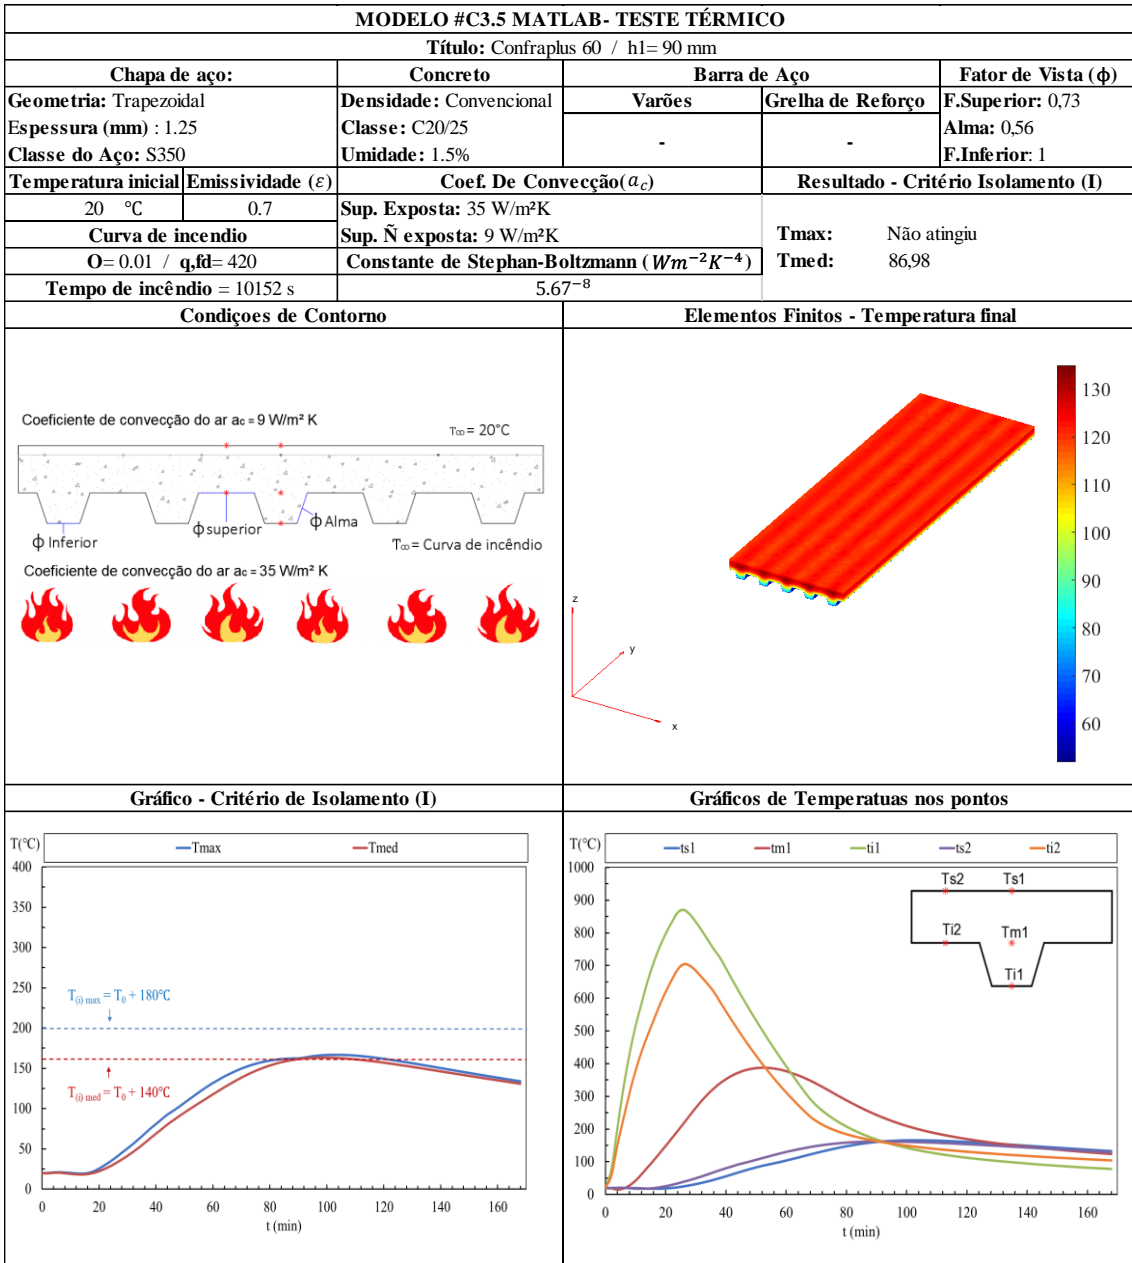 MODELO #C3.5 MATLAB- TESTE TÉRMICO
Título: Confraplus 60 / h1= 90 mm
Chapa de aço:
Concreto
Barra de Aço
Fator de Vista (ϕ)
Geometria: Trapezoidal
Espessura (mm) : 1.25
Classe do Aço: S350
Densidade: Convencional
Classe: C20/25
Umidade: 1.5%
Varões
Grelha de Reforço
-
-
F.Superior: 0,73
Alma: 0,56
F.Inferior: 1
Temperatura inicial
Emissividade (ε)
Coef. De Convecção(a_c)
Resultado - Critério Isolamento (I)
20 ℃
0.7
Sup. Exposta: 35 W/m²K
Sup. Ñ exposta: 9 W/m²K
Tmax: Não atingiu
Tmed: 86,98
Curva de incendio
O= 0.01 / q,fd= 420
Constante de Stephan-Boltzmann (Wm⁻²K⁻⁴)
Tempo de incêndio = 10152 s
5.67⁻⁸
Condiçoes de Contorno
Elementos Finitos - Temperatura final
Coeficiente de convecção do ar ac = 9 W/m² K
T∞ = 20°C
ϕ Inferior
ϕ superior
ϕ Alma
T∞ = Curva de incêndio
Coeficiente de convecção do ar ac = 35 W/m² K
z
y
x
130
120
110
100
90
80
70
60
Gráfico - Critério de Isolamento (I)
Gráficos de Temperatuas nos pontos
T(°C)
Tmax
Tmed
400
350
300
250
200
150
100
50
0
T(i) max = T0 + 180℃
T(i) med = T0 + 140℃
0 20 40 60 80 100 120 140 160
t (min)
T(°C)
ts1
tm1
ti1
ts2
ti2
1000
900
800
700
600
500
400
300
200
100
0
Ts2 Ts1
Ti2 Tm1
Ti1
0 20 40 60 80 100 120 140 160
t (min)